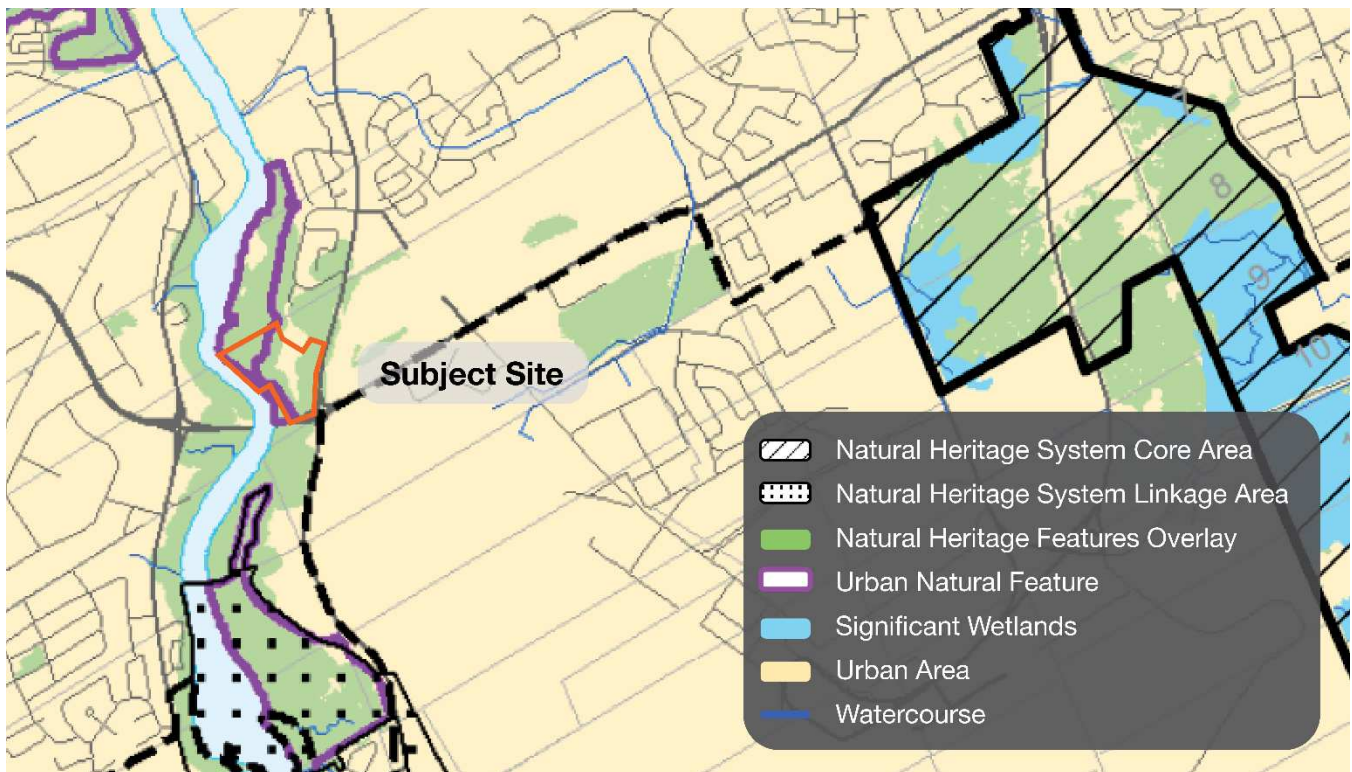 8
9
10
Subject Site
Natural Heritage System Core Area
Natural Heritage System Linkage Area
Natural Heritage Features Overlay
Urban Natural Feature
Significant Wetlands
Urban Area
Watercourse